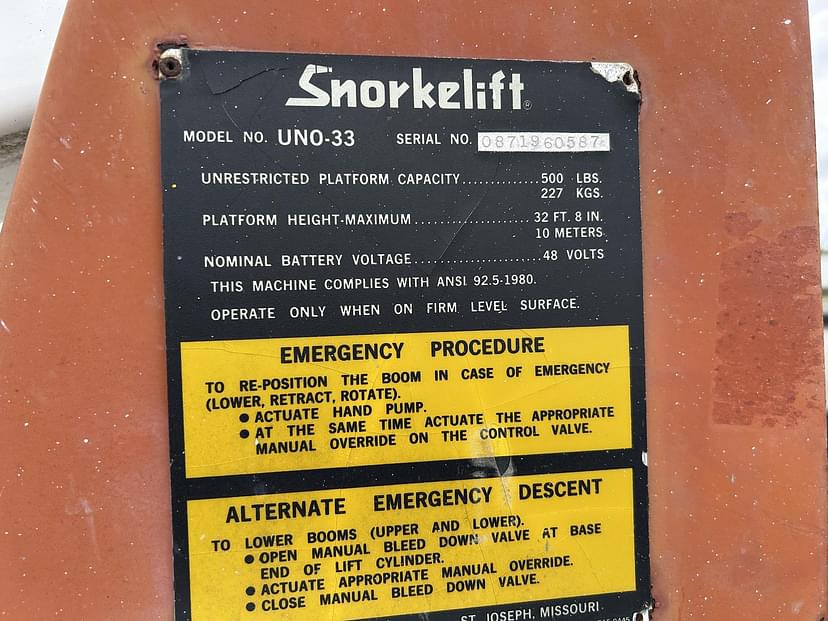 Snorkelift®
MODEL NO. UNO-33 SERIAL NO. 0871960587
UNRESTRICTED PLATFORM CAPACITY.............500 LBS.
227 KGS.
PLATFORM HEIGHT-MAXIMUM...................32 FT. 8 IN.
10 METERS
NOMINAL BATTERY VOLTAGE.....................48 VOLTS
THIS MACHINE COMPLIES WITH ANSI 92.5-1980.
OPERATE ONLY WHEN ON FIRM LEVEL SURFACE.
EMERGENCY PROCEDURE
TO RE-POSITION THE BOOM IN CASE OF EMERGENCY
(LOWER, RETRACT, ROTATE).
● ACTUATE HAND PUMP.
● AT THE SAME TIME ACTUATE THE APPROPRIATE
MANUAL OVERRIDE ON THE CONTROL VALVE.
ALTERNATE EMERGENCY DESCENT
TO LOWER BOOMS (UPPER AND LOWER).
● OPEN MANUAL BLEED DOWN VALVE AT BASE
END OF LIFT CYLINDER.
● ACTUATE APPROPRIATE MANUAL OVERRIDE.
● CLOSE MANUAL BLEED DOWN VALVE.
ST. JOSEPH, MISSOURI